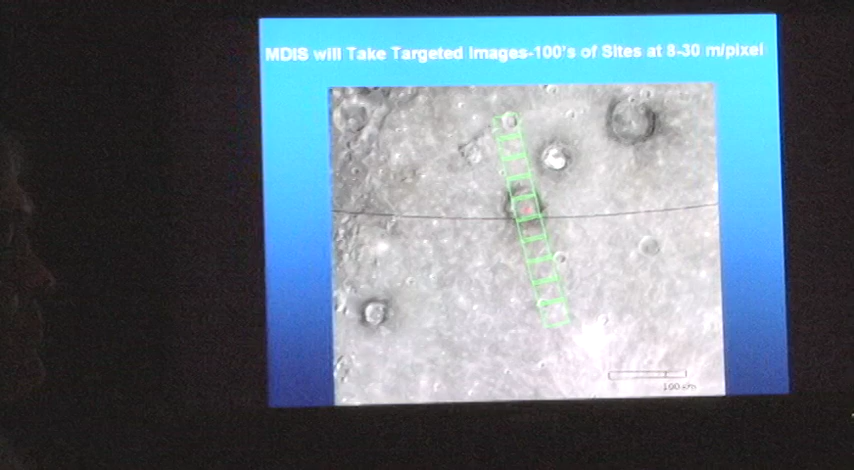 MDIS will Take Targeted Images-100's of Sites at 8-30 m/pixel
100 km